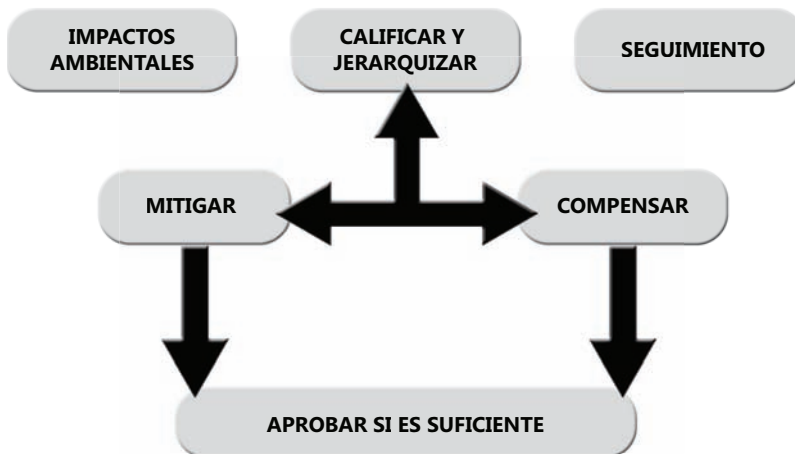 IMPACTOS
AMBIENTALES
CALIFICAR Y
JERARQUIZAR
SEGUIMIENTO
MITIGAR
COMPENSAR
APROBAR SI ES SUFICIENTE